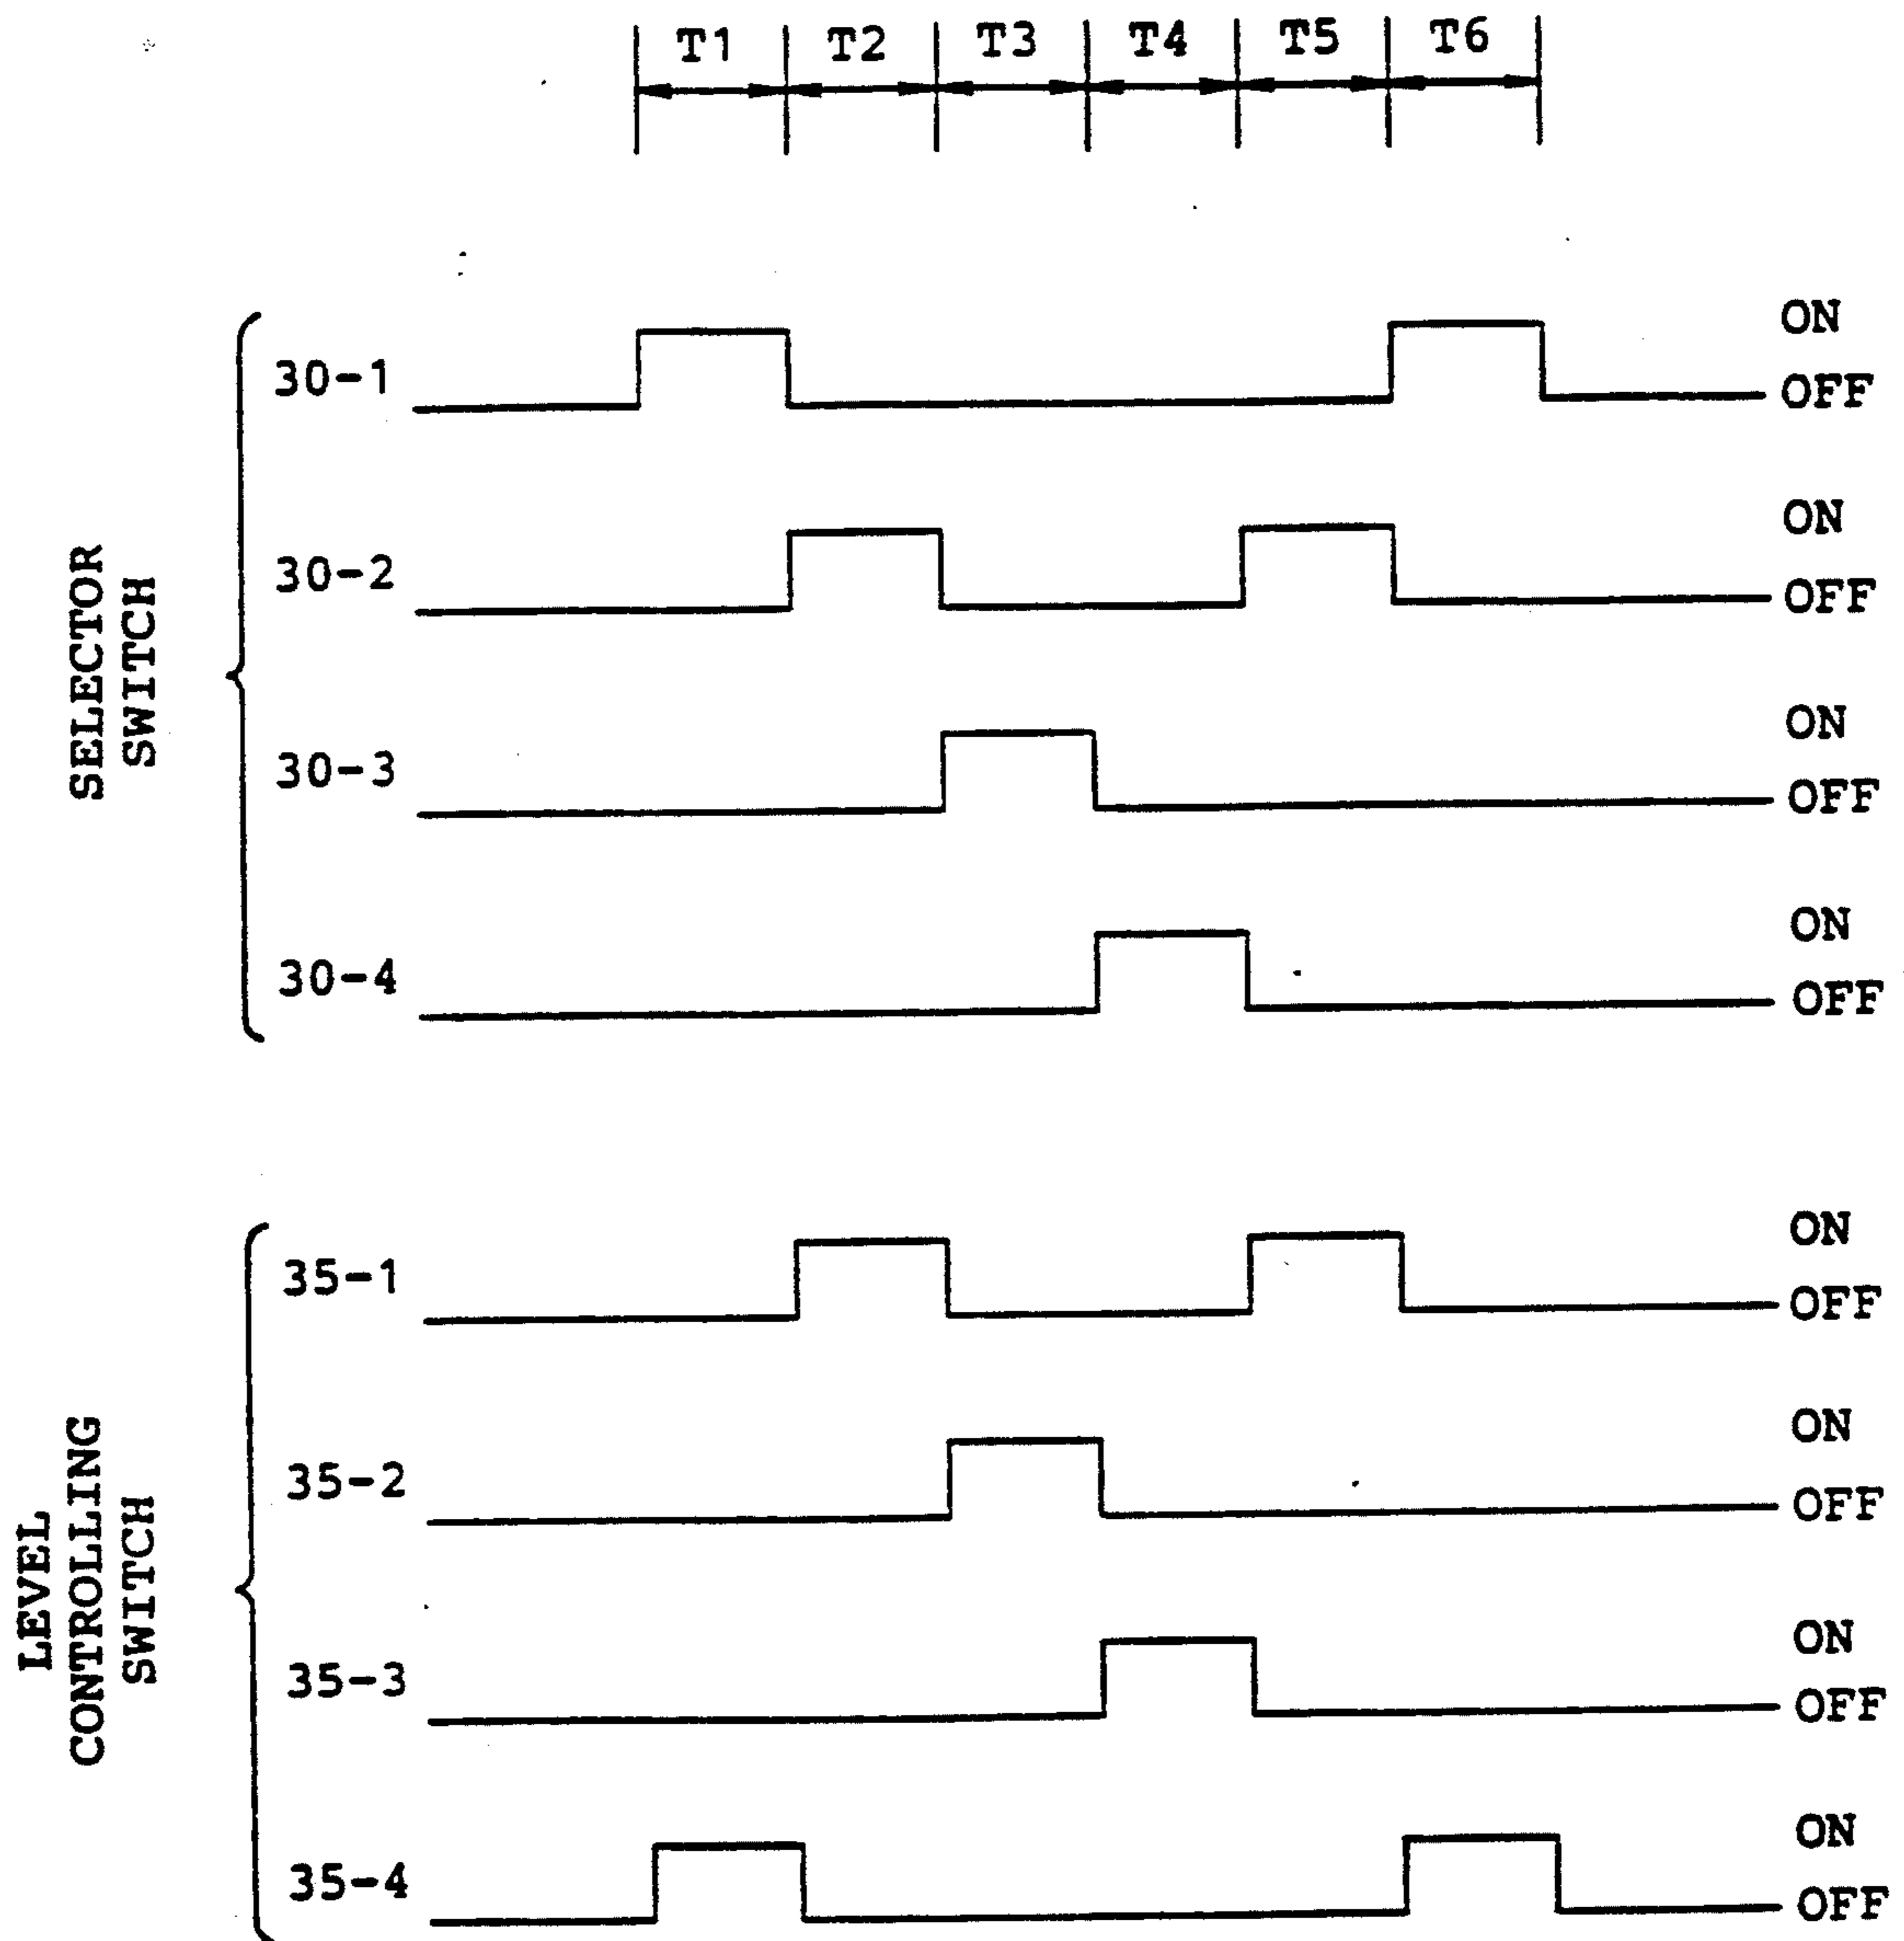 T1 T2 T3 T4 T5 T6
SELECTOR
SWITCH
30-1
ON
OFF
30-2
ON
OFF
30-3
ON
OFF
30-4
ON
OFF
LEVEL
CONTROLLING
SWITCH
35-1
ON
OFF
35-2
ON
OFF
35-3
ON
OFF
35-4
ON
OFF